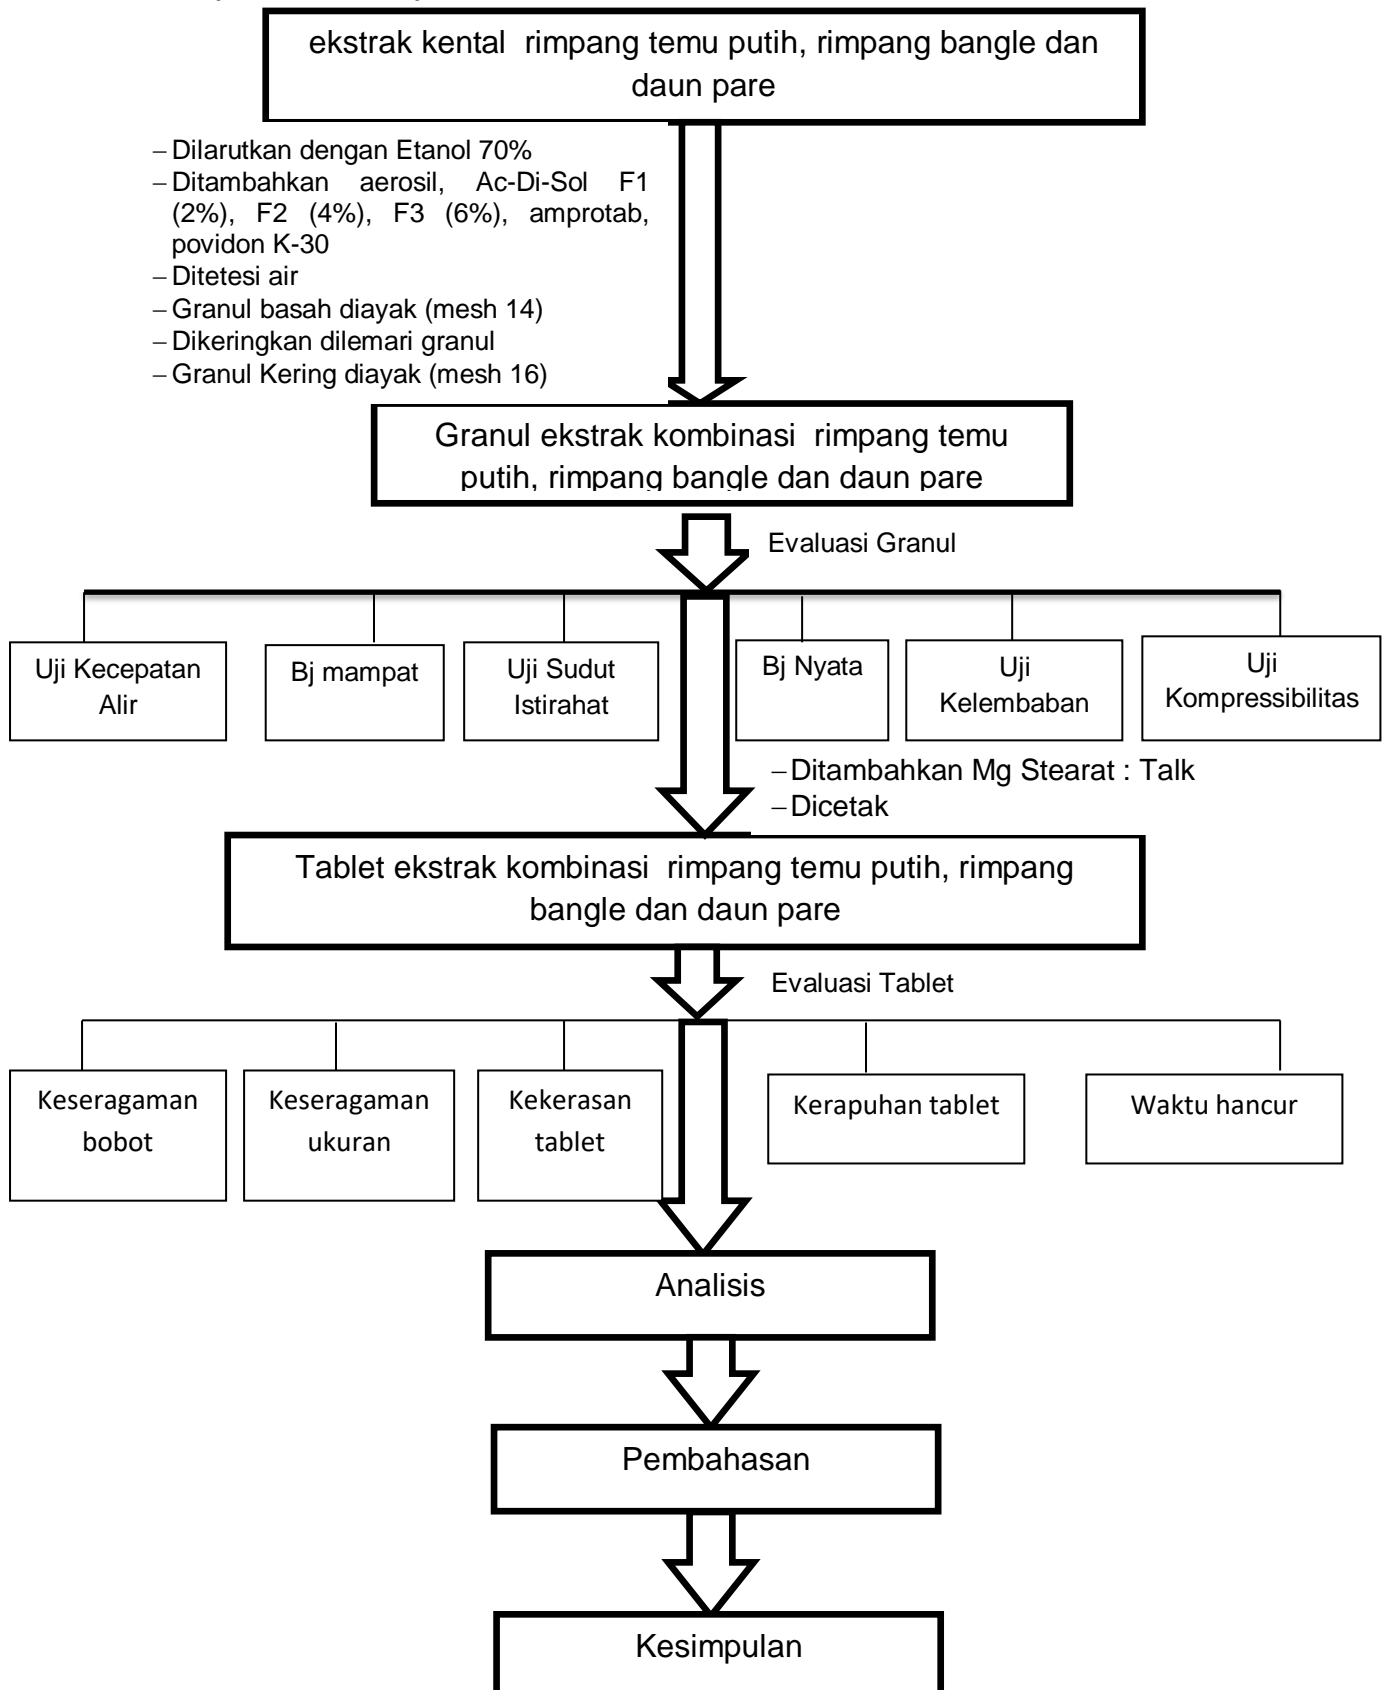 ekstrak kental rimpang temu putih, rimpang bangle dan
daun pare
– Dilarutkan dengan Etanol 70%
– Ditambahkan aerosil, Ac-Di-Sol F1
(2%), F2 (4%), F3 (6%), amprotab,
povidon K-30
– Ditetesi air
– Granul basah diayak (mesh 14)
– Dikeringkan dilemari granul
– Granul Kering diayak (mesh 16)
Granul ekstrak kombinasi rimpang temu
putih, rimpang bangle dan daun pare
Evaluasi Granul
Uji Kecepatan
Alir
Bj mampat
Uji Sudut
Istirahat
Bj Nyata
Uji
Kelembaban
Uji
Kompressibilitas
– Ditambahkan Mg Stearat : Talk
– Dicetak
Tablet ekstrak kombinasi rimpang temu putih, rimpang
bangle dan daun pare
Evaluasi Tablet
Keseragaman
bobot
Keseragaman
ukuran
Kekerasan
tablet
Kerapuhan tablet
Waktu hancur
Analisis
Pembahasan
Kesimpulan